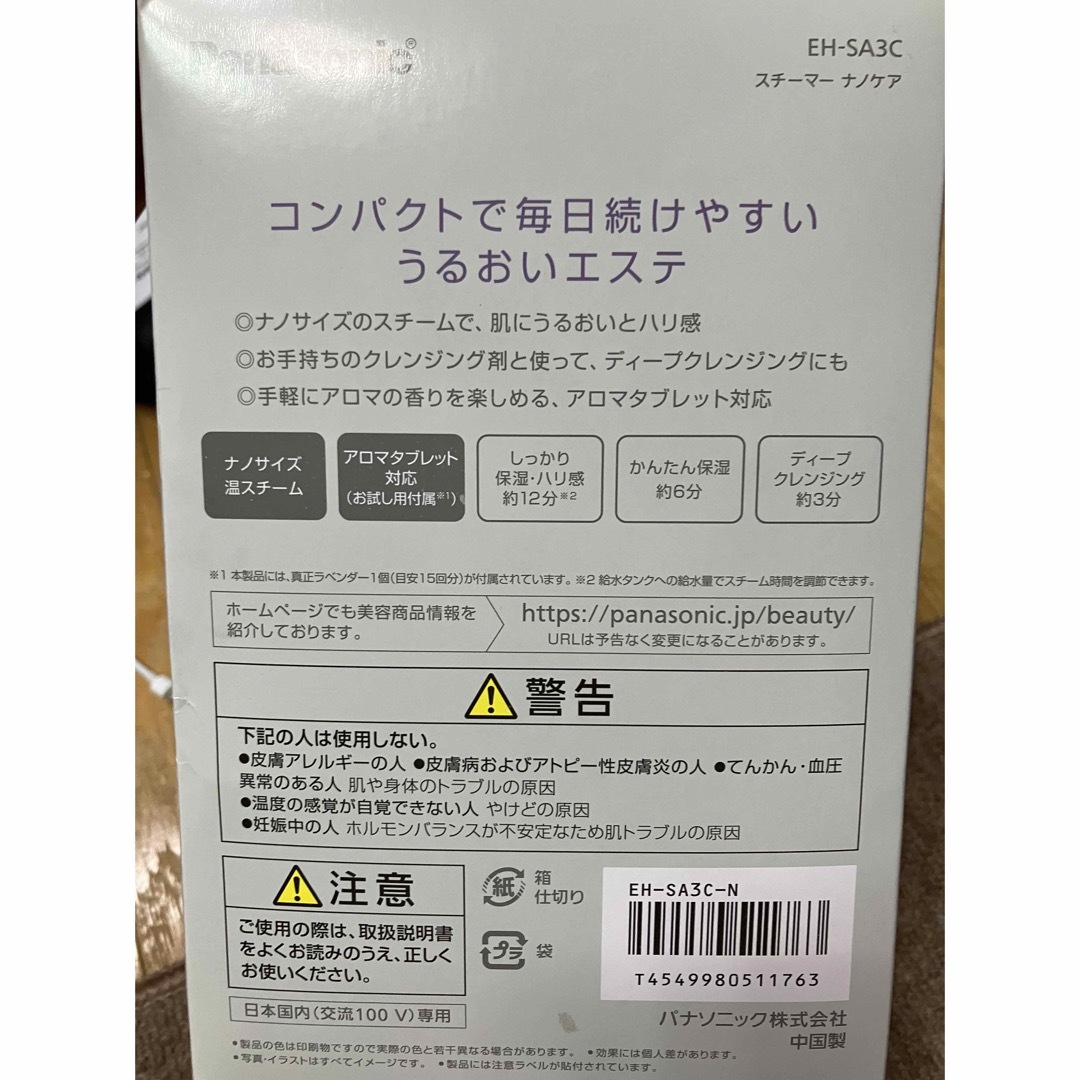 Panasonic®
EH-SA3C
スチーマー ナノケア
コンパクトで毎日続けやすい
うるおいエステ
◎ナノサイズのスチームで、肌にうるおいとハリ感
◎お手持ちのクレンジング剤と使って、ディープクレンジングにも
◎手軽にアロマの香りを楽しめる、アロマタブレット対応
ナノサイズ
温スチーム
アロマタブレット
対応
(お試し用付属※1)
しっかり
保湿・ハリ感
約12分※2
かんたん保湿
約6分
ディープ
クレンジング
約3分
※1 本製品には、真正ラベンダー1個(目安15回分)が付属されています。※2 給水タンクへの給水量でスチーム時間を調節できます。
ホームページでも美容商品情報を
紹介しております。
https://panasonic.jp/beauty/
URLは予告なく変更になることがあります。
警告
下記の人は使用しない。
●皮膚アレルギーの人 ●皮膚病およびアトピー性皮膚炎の人 ●てんかん・血圧
異常のある人 肌や身体のトラブルの原因
●温度の感覚が自覚できない人 やけどの原因
●妊娠中の人 ホルモンバランスが不安定なため肌トラブルの原因
注意
ご使用の際は、取扱説明書
をよくお読みのうえ、正しく
お使いください。
日本国内(交流100 V)専用
紙
箱
仕切り
プラ
袋
EH-SA3C-N
T4549980511763
パナソニック株式会社
中国製
●製品の色は印刷物ですので実際の色と若干異なる場合があります。 ●効果には個人差があります。
●写真・イラストはすべてイメージです。 ●製品には注意ラベルが貼付されています。